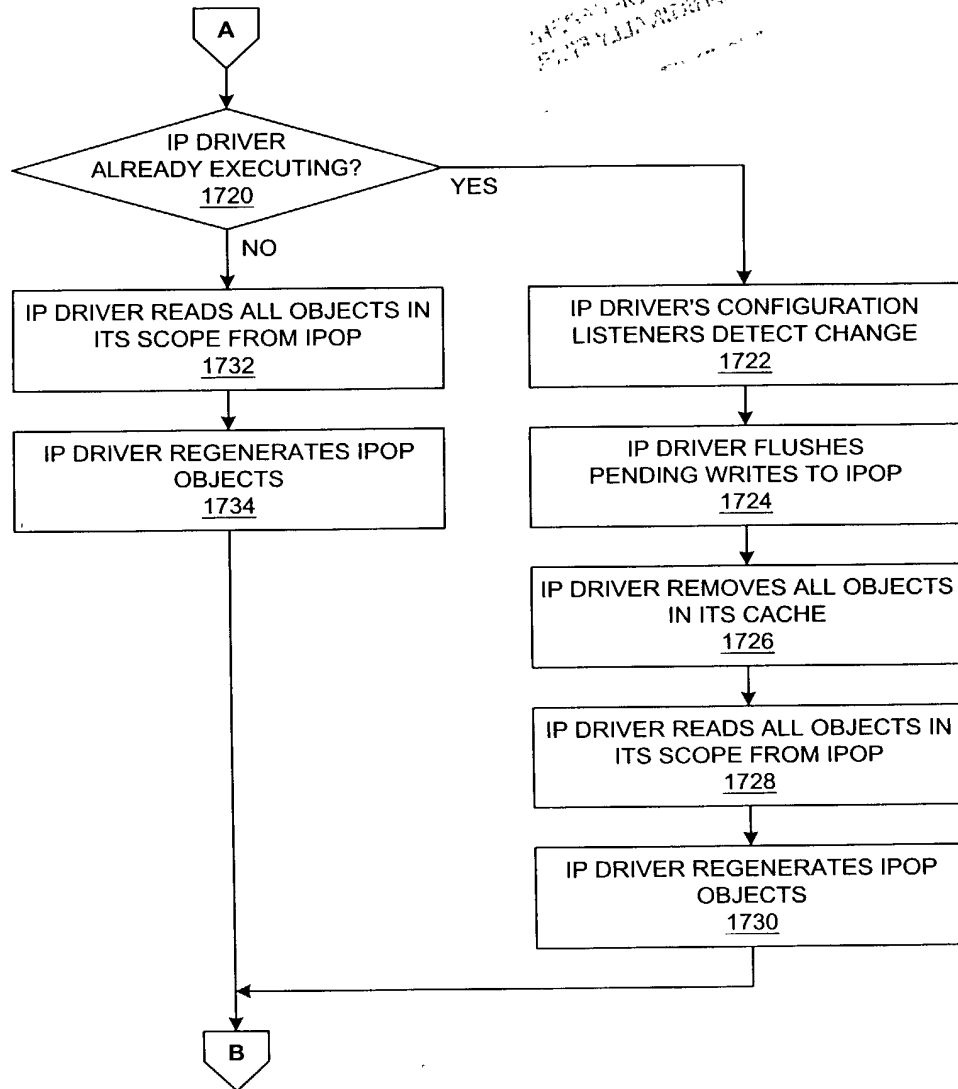 A
IP DRIVER
ALREADY EXECUTING?
1720
YES
NO
IP DRIVER READS ALL OBJECTS IN
ITS SCOPE FROM IPOP
1732
IP DRIVER REGENERATES IPOP
OBJECTS
1734
IP DRIVER'S CONFIGURATION
LISTENERS DETECT CHANGE
1722
IP DRIVER FLUSHES
PENDING WRITES TO IPOP
1724
IP DRIVER REMOVES ALL OBJECTS
IN ITS CACHE
1726
IP DRIVER READS ALL OBJECTS IN
ITS SCOPE FROM IPOP
1728
IP DRIVER REGENERATES IPOP
OBJECTS
1730
B